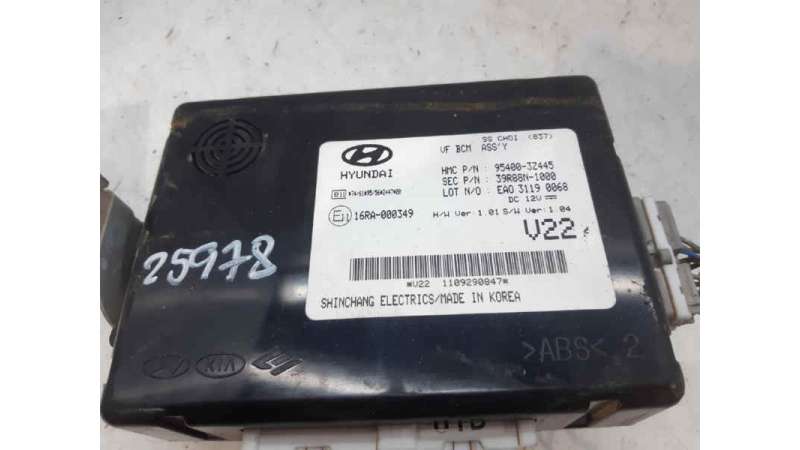 SS CHOI (837)
VF BCM ASS'Y
HYUNDAI
HMC P/N : 95400-3Z445
SEC P/N : 39R88N-1000
LOT N/O : EAO 3119 0068
DC 12V
E11 16RA-000349
H/W Ver 1.01 S/W Ver: 1.04
V22
*V22 1109290847*
SHINCHANG ELECTRICS/MADE IN KOREA
25978
>ABS< 2
KIA